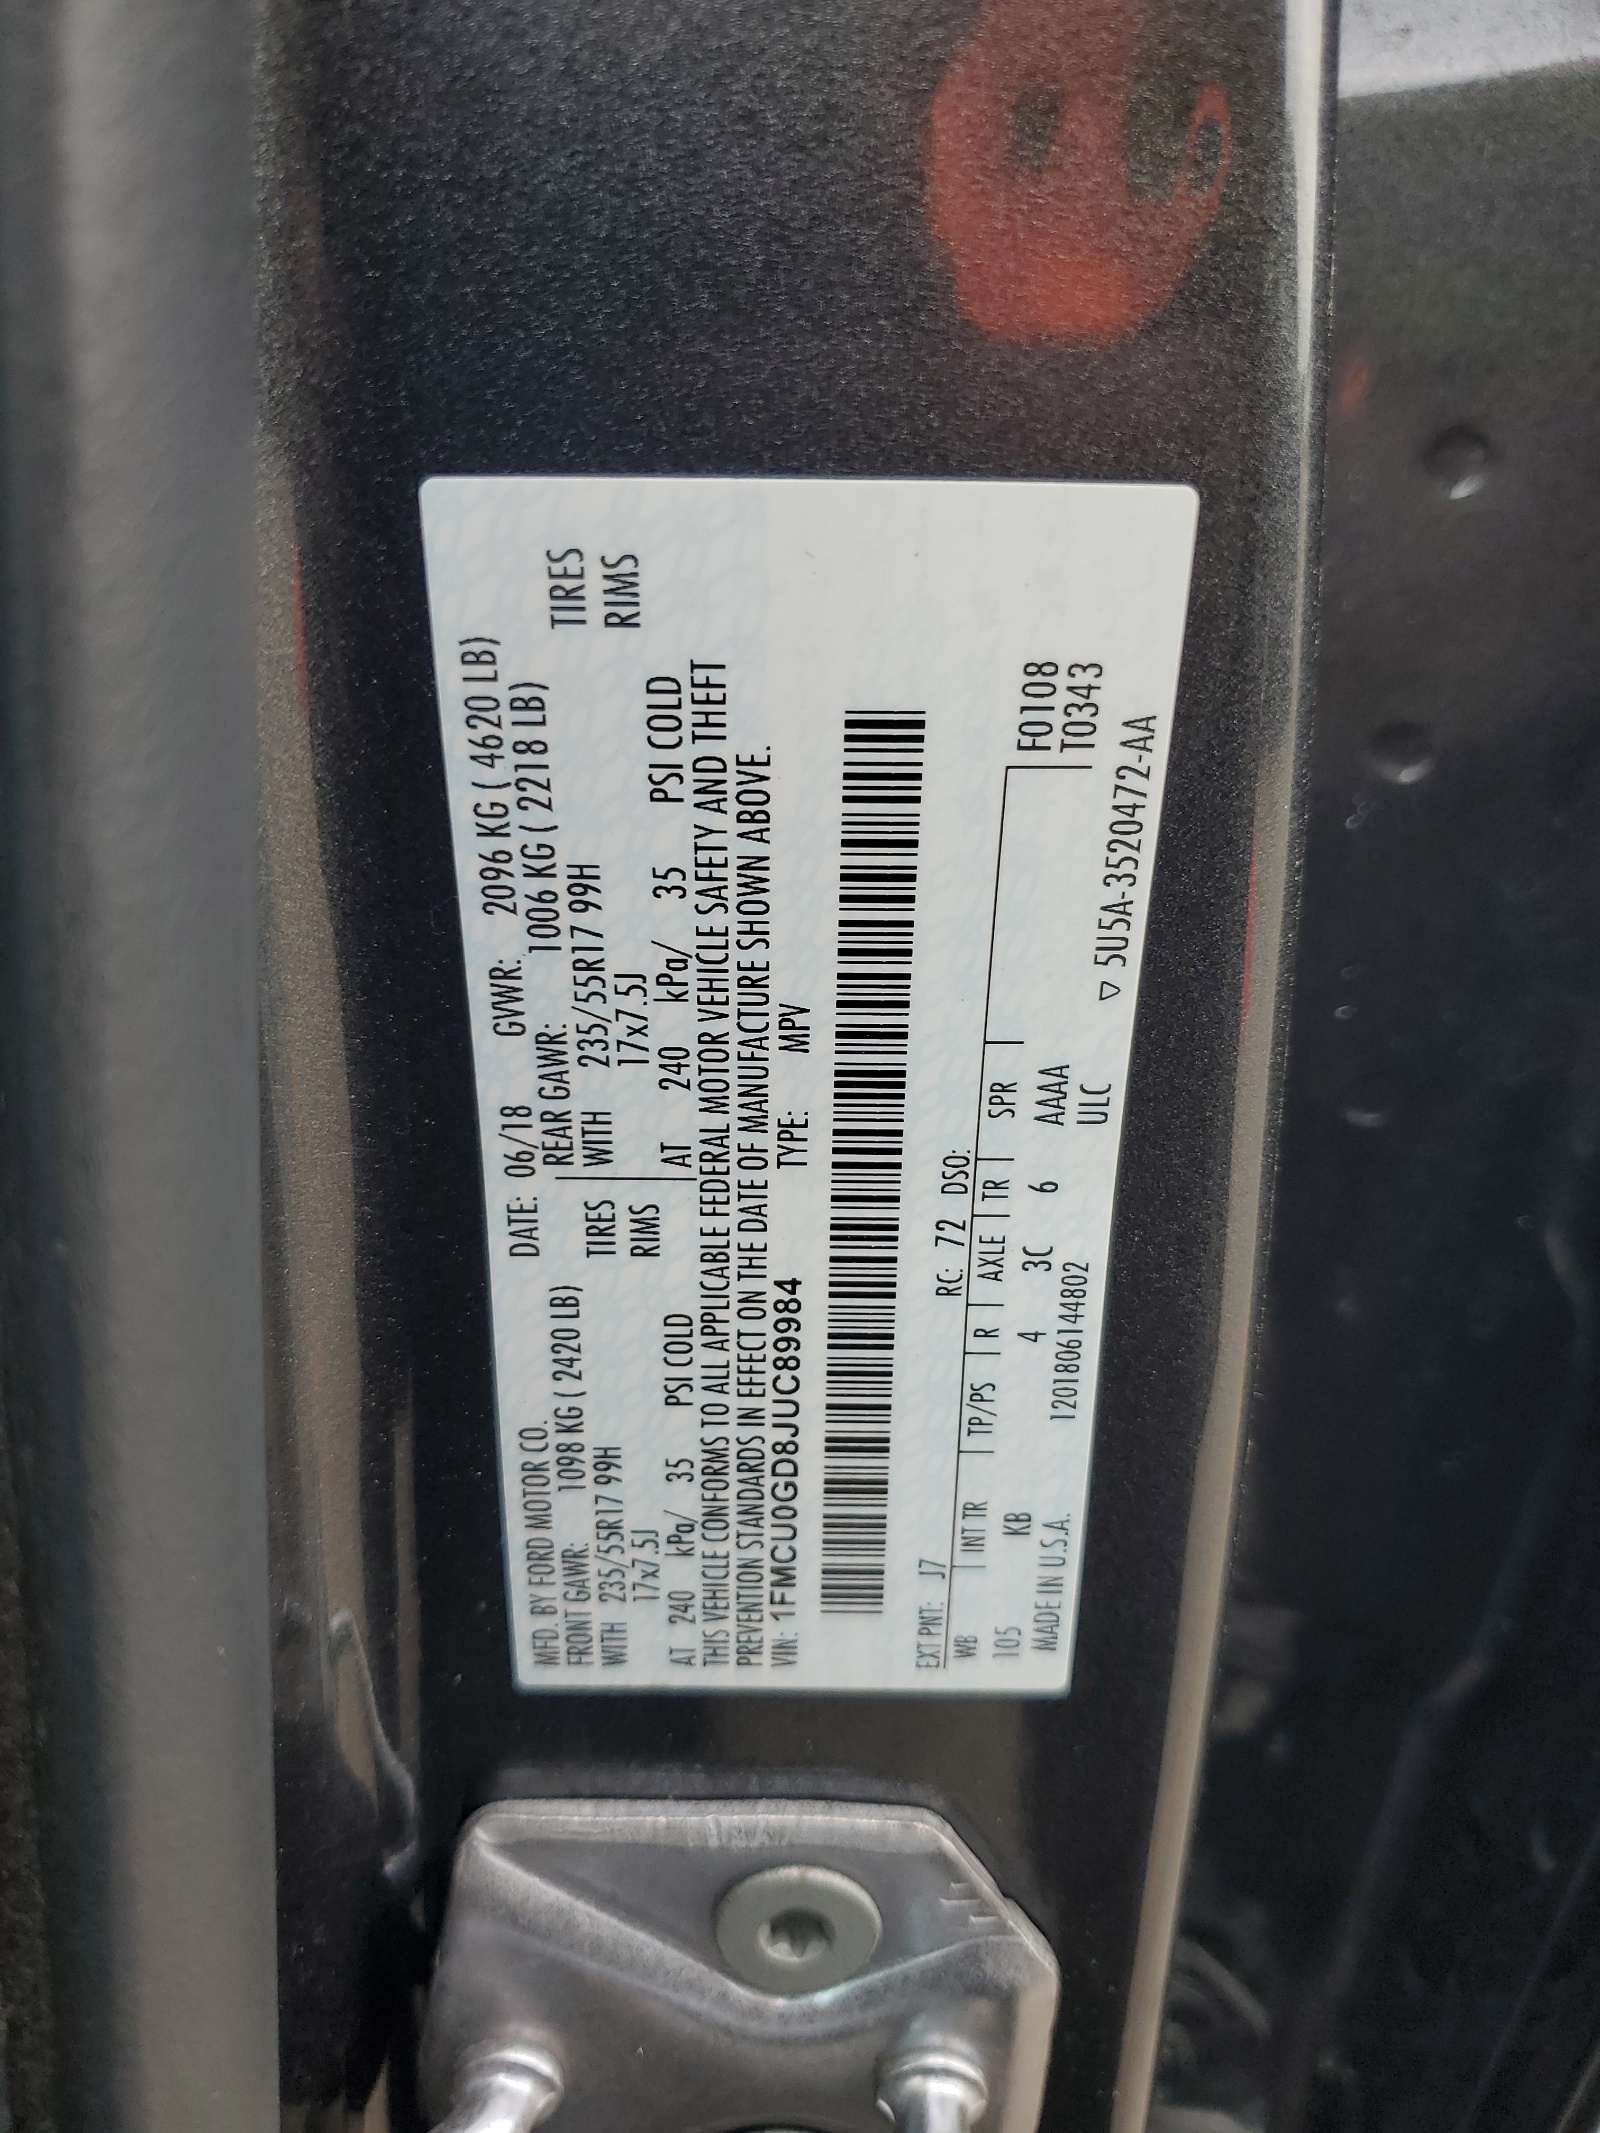 MFD. BY FORD MOTOR CO. DATE: 06/18 GVWR: 2096 KG ( 4620 LB)
FRONT GAWR: 1098 KG ( 2420 LB) REAR GAWR: 1006 KG ( 2218 LB)
WITH 235/55R17 99H TIRES WITH 235/55R17 99H TIRES
17x7.5J RIMS 17x7.5J RIMS
AT 240 kPa/ 35 PSI COLD AT 240 kPa/ 35 PSI COLD
THIS VEHICLE CONFORMS TO ALL APPLICABLE FEDERAL MOTOR VEHICLE SAFETY AND THEFT
PREVENTION STANDARDS IN EFFECT ON THE DATE OF MANUFACTURE SHOWN ABOVE.
VIN: 1FMCU0GD8JUC89984 TYPE: MPV
EXT PNT: J7 RC: 72 DSO:
WB INT TR TP/PS R AXLE TR SPR F0108
105 KB 4 3C 6 AAAA T0343
MADE IN U.S.A. 1201806144802 ULC
▽ 5U5A-3520472-AA